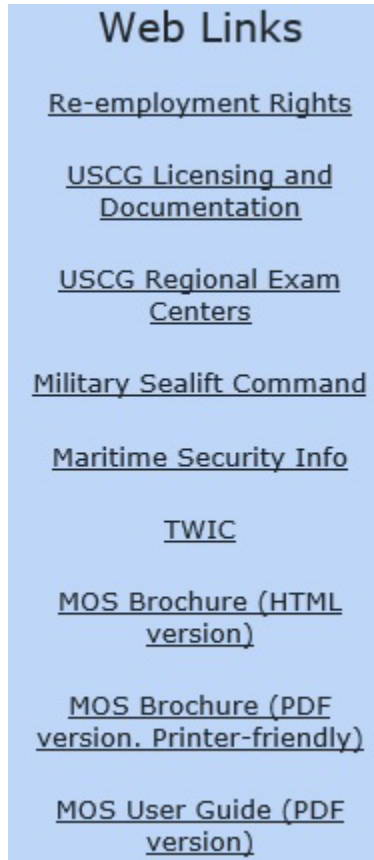 Web Links
Re-employment Rights
USCG Licensing and
Documentation
USCG Regional Exam
Centers
Military Sealift Command
Maritime Security Info
TWIC
MOS Brochure (HTML
version)
MOS Brochure (PDF
version. Printer-friendly)
MOS User Guide (PDF
version)